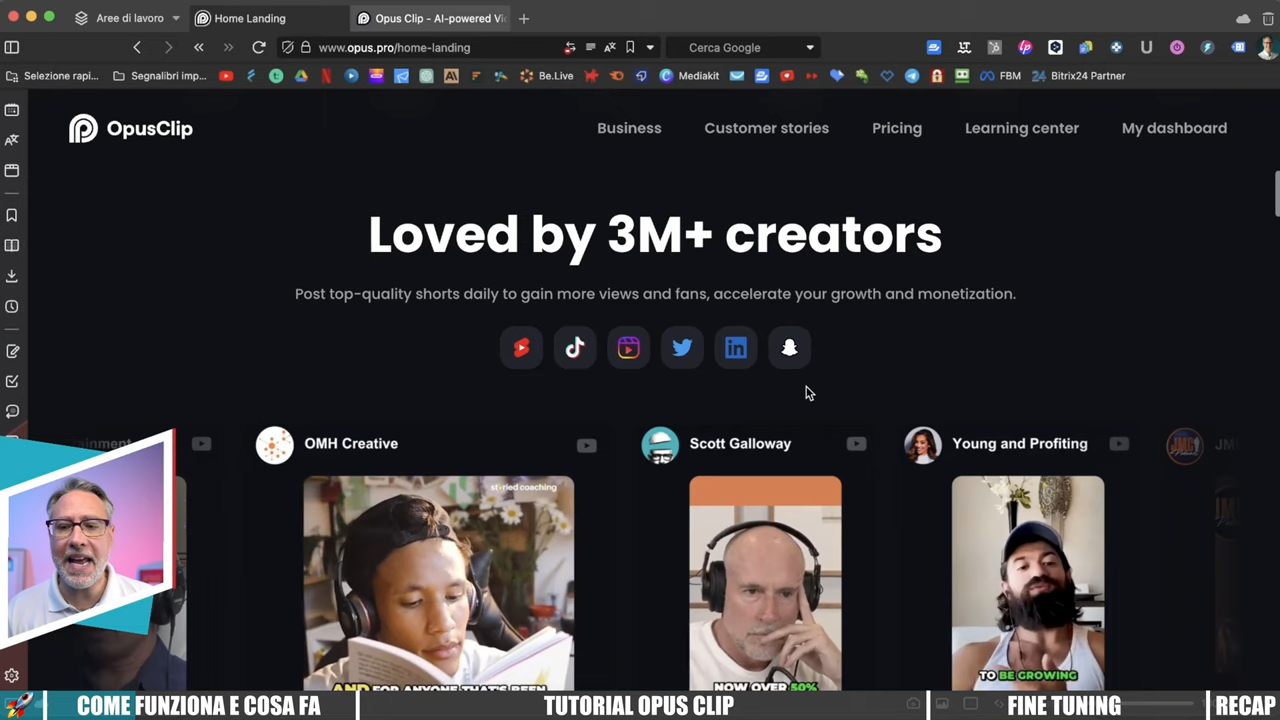 Aree di lavoro
Home Landing
Opus Clip - AI-powered Vi
www.opus.pro/home-landing
Cerca Google
Selezione rapi...
Segnalibri imp...
Be.Live
Mediakit
FBM
24 Bitrix24 Partner
OpusClip
Business
Customer stories
Pricing
Learning center
My dashboard
Loved by 3M+ creators
Post top-quality shorts daily to gain more views and fans, accelerate your growth and monetization.
OMH Creative
Scott Galloway
Young and Profiting
storied coaching
AND FOR ANYONE THAT'S BEEN
NOW OVER 50%
TO BE GROWING
COME FUNZIONA E COSA FA
TUTORIAL OPUS CLIP
FINE TUNING
RECAP